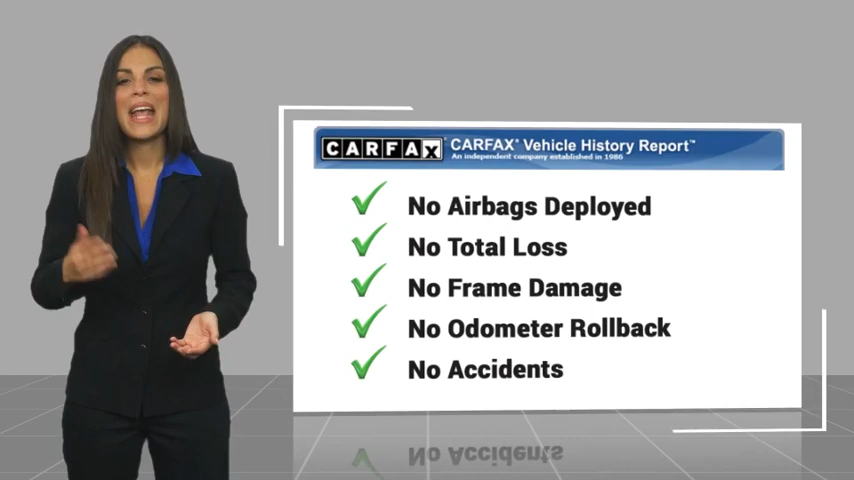 CARFAX
CARFAX® Vehicle History Report™
An independent company established in 1986
No Airbags Deployed
No Total Loss
No Frame Damage
No Odometer Rollback
No Accidents
No Accidents